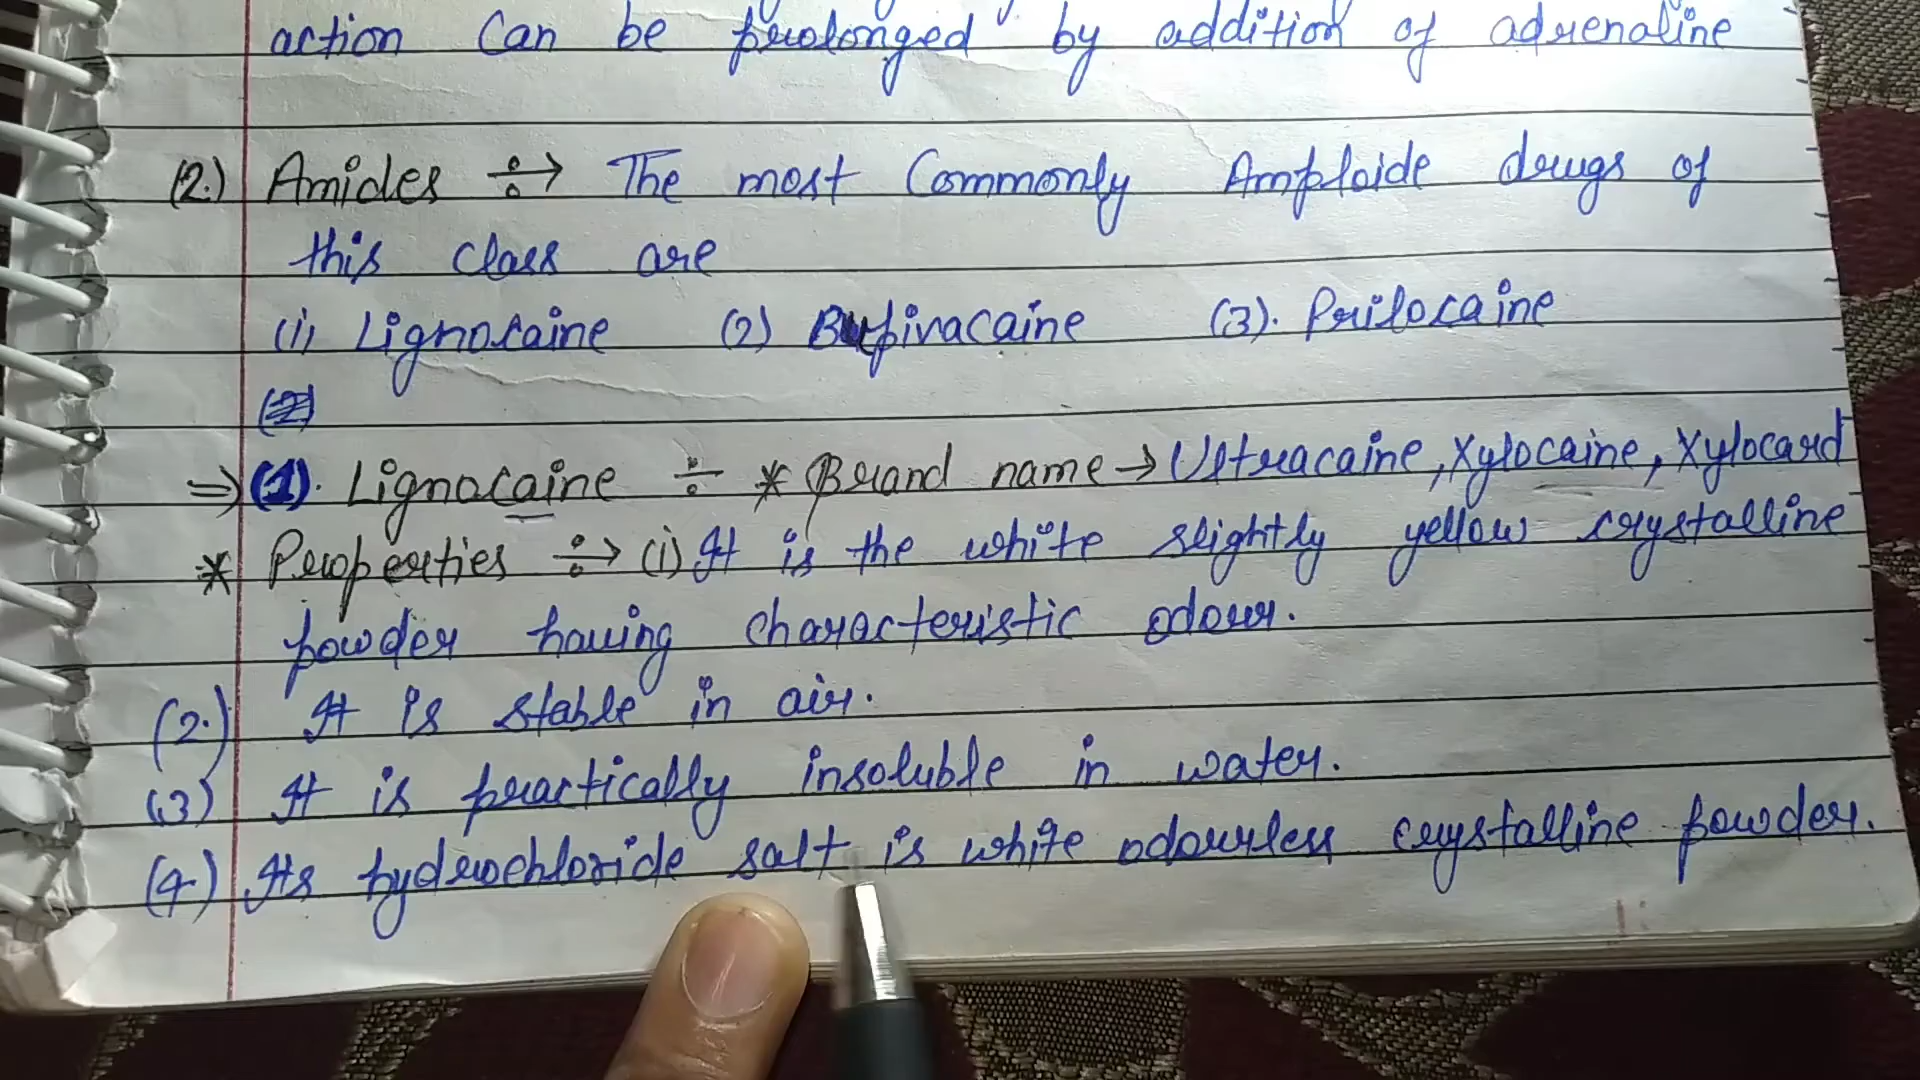 action can be prolonged by addition of adrenaline
(2.) Amides ÷→ The most Commonly Amploide drugs of
this class are
(i) Lignocaine (2) Bupivacaine (3). Prilocaine
(2)
⇒(1). Lignocaine ÷ * Brand name → Ultracaine, Xylocaine, Xylocard
* Properties ÷→ (i) It is the white slightly yellow crystalline
powder having characteristic odour.
(2.) It is stable in air.
(3) It is practically insoluble in water.
(4) Its hydrochloride salt is white odourless crystalline powder.